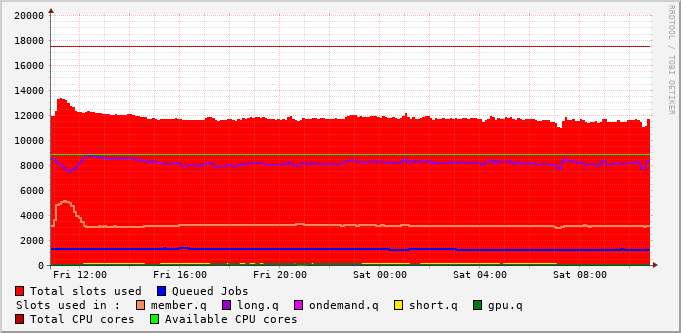 20000
18000
16000
14000
12000
10000
8000
6000
4000
2000
0
Fri 12:00 Fri 16:00 Fri 20:00 Sat 00:00 Sat 04:00 Sat 08:00
Total slots used Queued Jobs
Slots used in : member.q long.q ondemand.q short.q gpu.q
Total CPU cores Available CPU cores
RRDTOOL / TOBI OETIKER